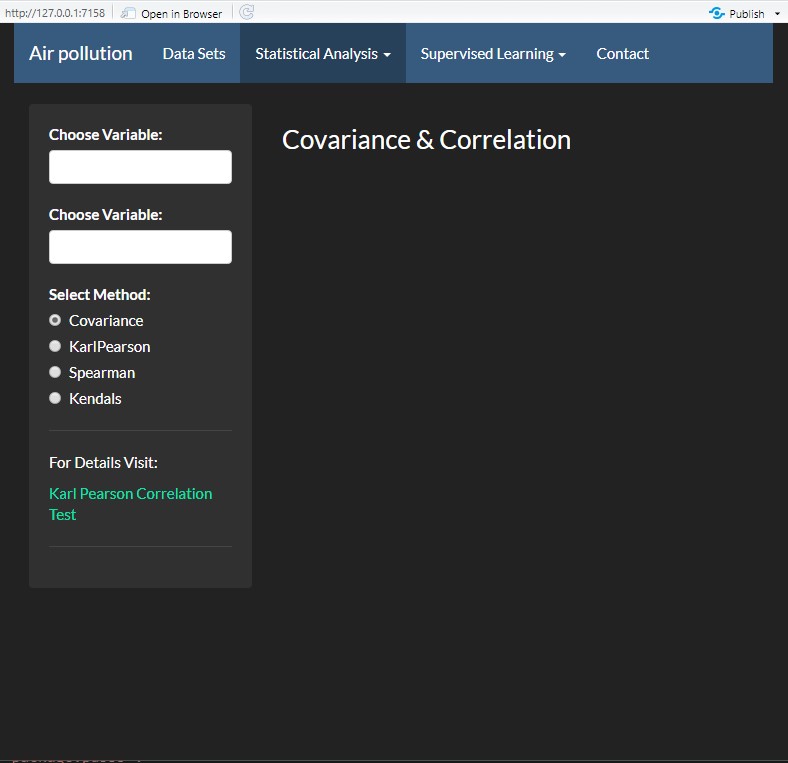 http://127.0.0.1:7158 Open in Browser Publish
Air pollution Data Sets Statistical Analysis Supervised Learning Contact
Choose Variable:
Choose Variable:
Select Method:
Covariance
KarlPearson
Spearman
Kendals
For Details Visit:
Karl Pearson Correlation
Test
Covariance & Correlation